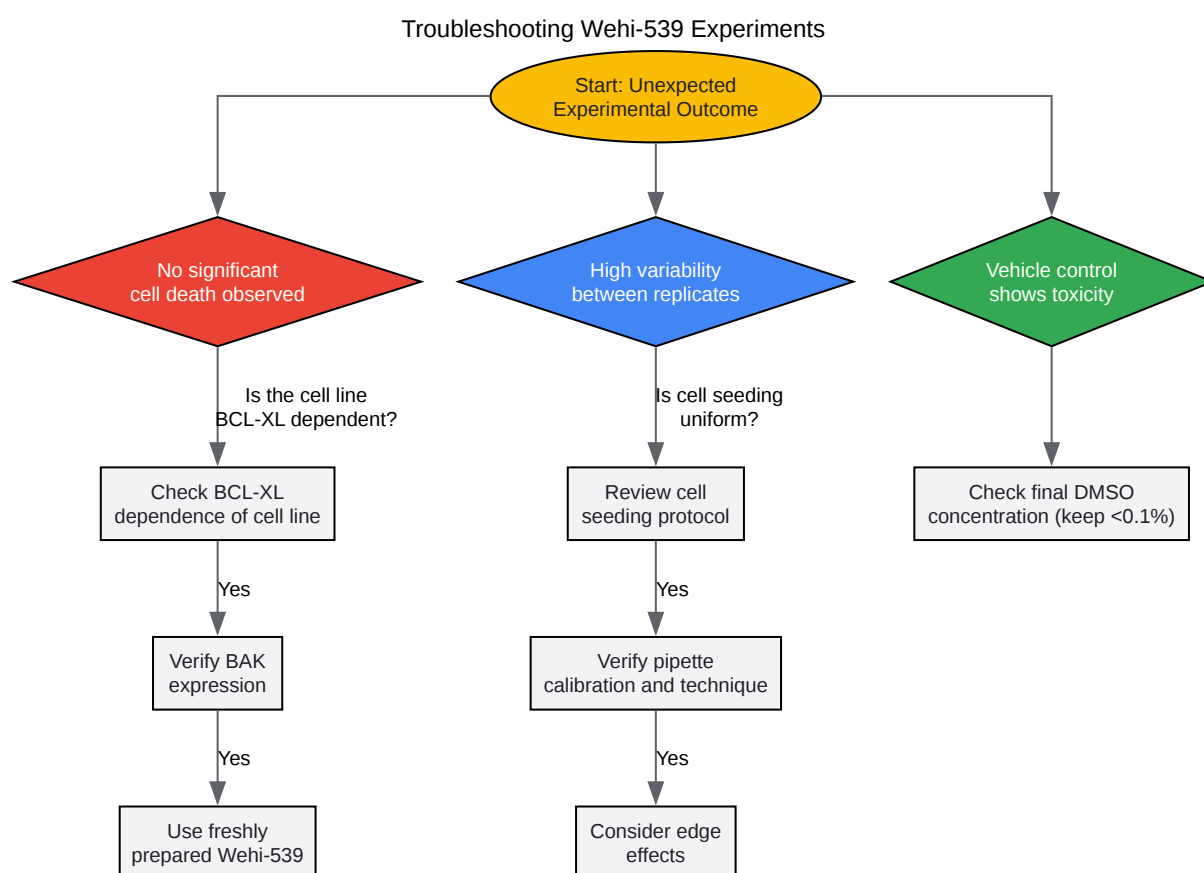 Troubleshooting Wehi-539 Experiments
Start: Unexpected
Experimental Outcome
No significant
cell death observed
High variability
between replicates
Vehicle control
shows toxicity
Is the cell line
BCL-XL dependent?
Is cell seeding
uniform?
Check BCL-XL
dependence of cell line
Review cell
seeding protocol
Check final DMSO
concentration (keep <0.1%)
Yes
Yes
Verify BAK
expression
Verify pipette
calibration and technique
Yes
Yes
Use freshly
prepared Wehi-539
Consider edge
effects